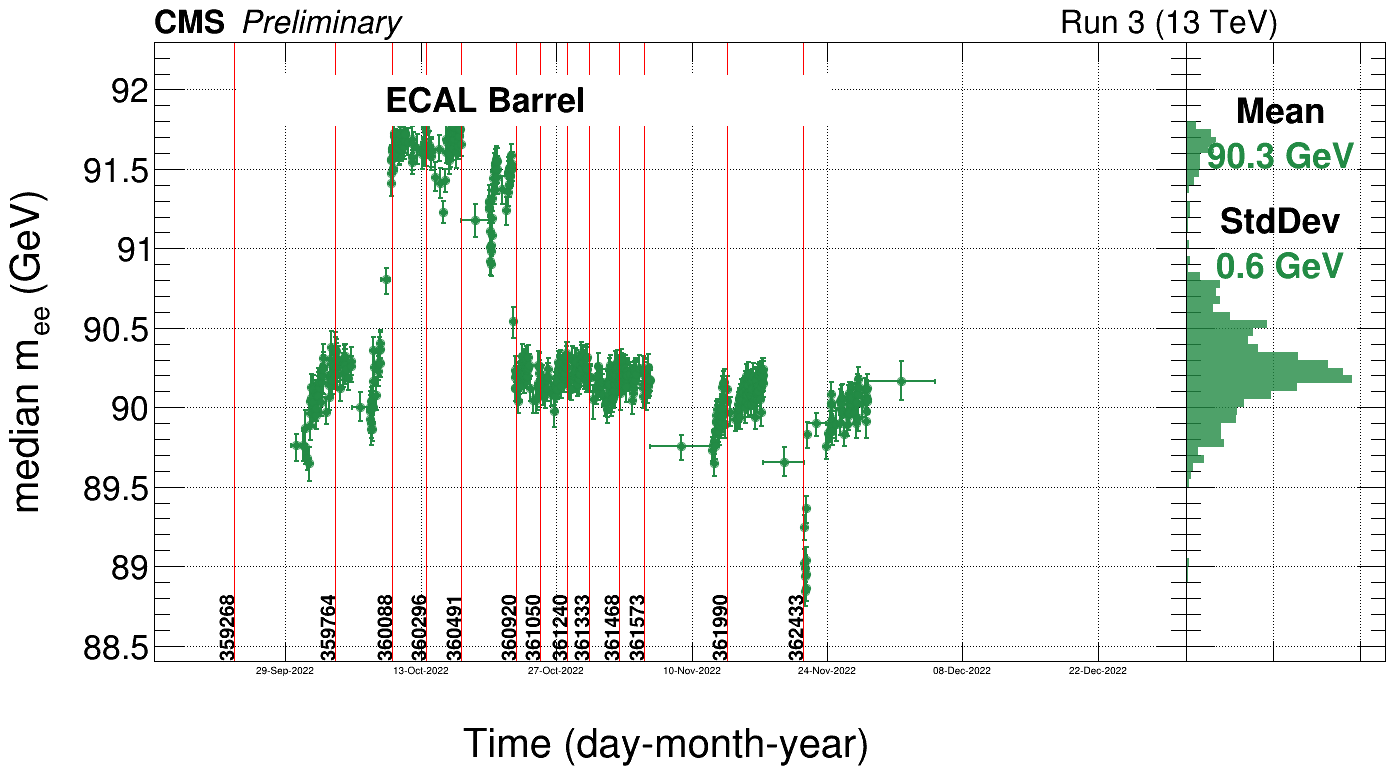 CMS Preliminary Run 3 (13 TeV)
ECAL Barrel
Mean
90.3 GeV
StdDev
0.6 GeV
median mee (GeV)
92
91.5
91
90.5
90
89.5
89
88.5
359268 359764 360088 360296 360491 360920 361050 361240 361333 361468 361573 361990 362433
29-Sep-2022 13-Oct-2022 27-Oct-2022 10-Nov-2022 24-Nov-2022 08-Dec-2022 22-Dec-2022
Time (day-month-year)